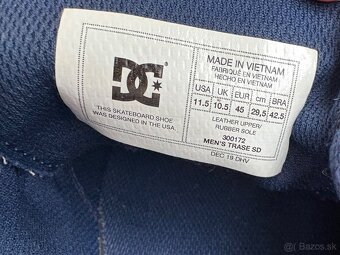 DC
THIS SKATEBOARD SHOE
WAS DESIGNED IN THE USA.
MADE IN VIETNAM
FABRIQUÉ EN VIETNAM
HECHO EN VIETNAM
USA UK EUR cm BRA
11.5 10.5 45 29,5 42.5
LEATHER UPPER/
RUBBER SOLE
300172
MEN'S TRASE SD
DEC 19 DHV
bazos.sk